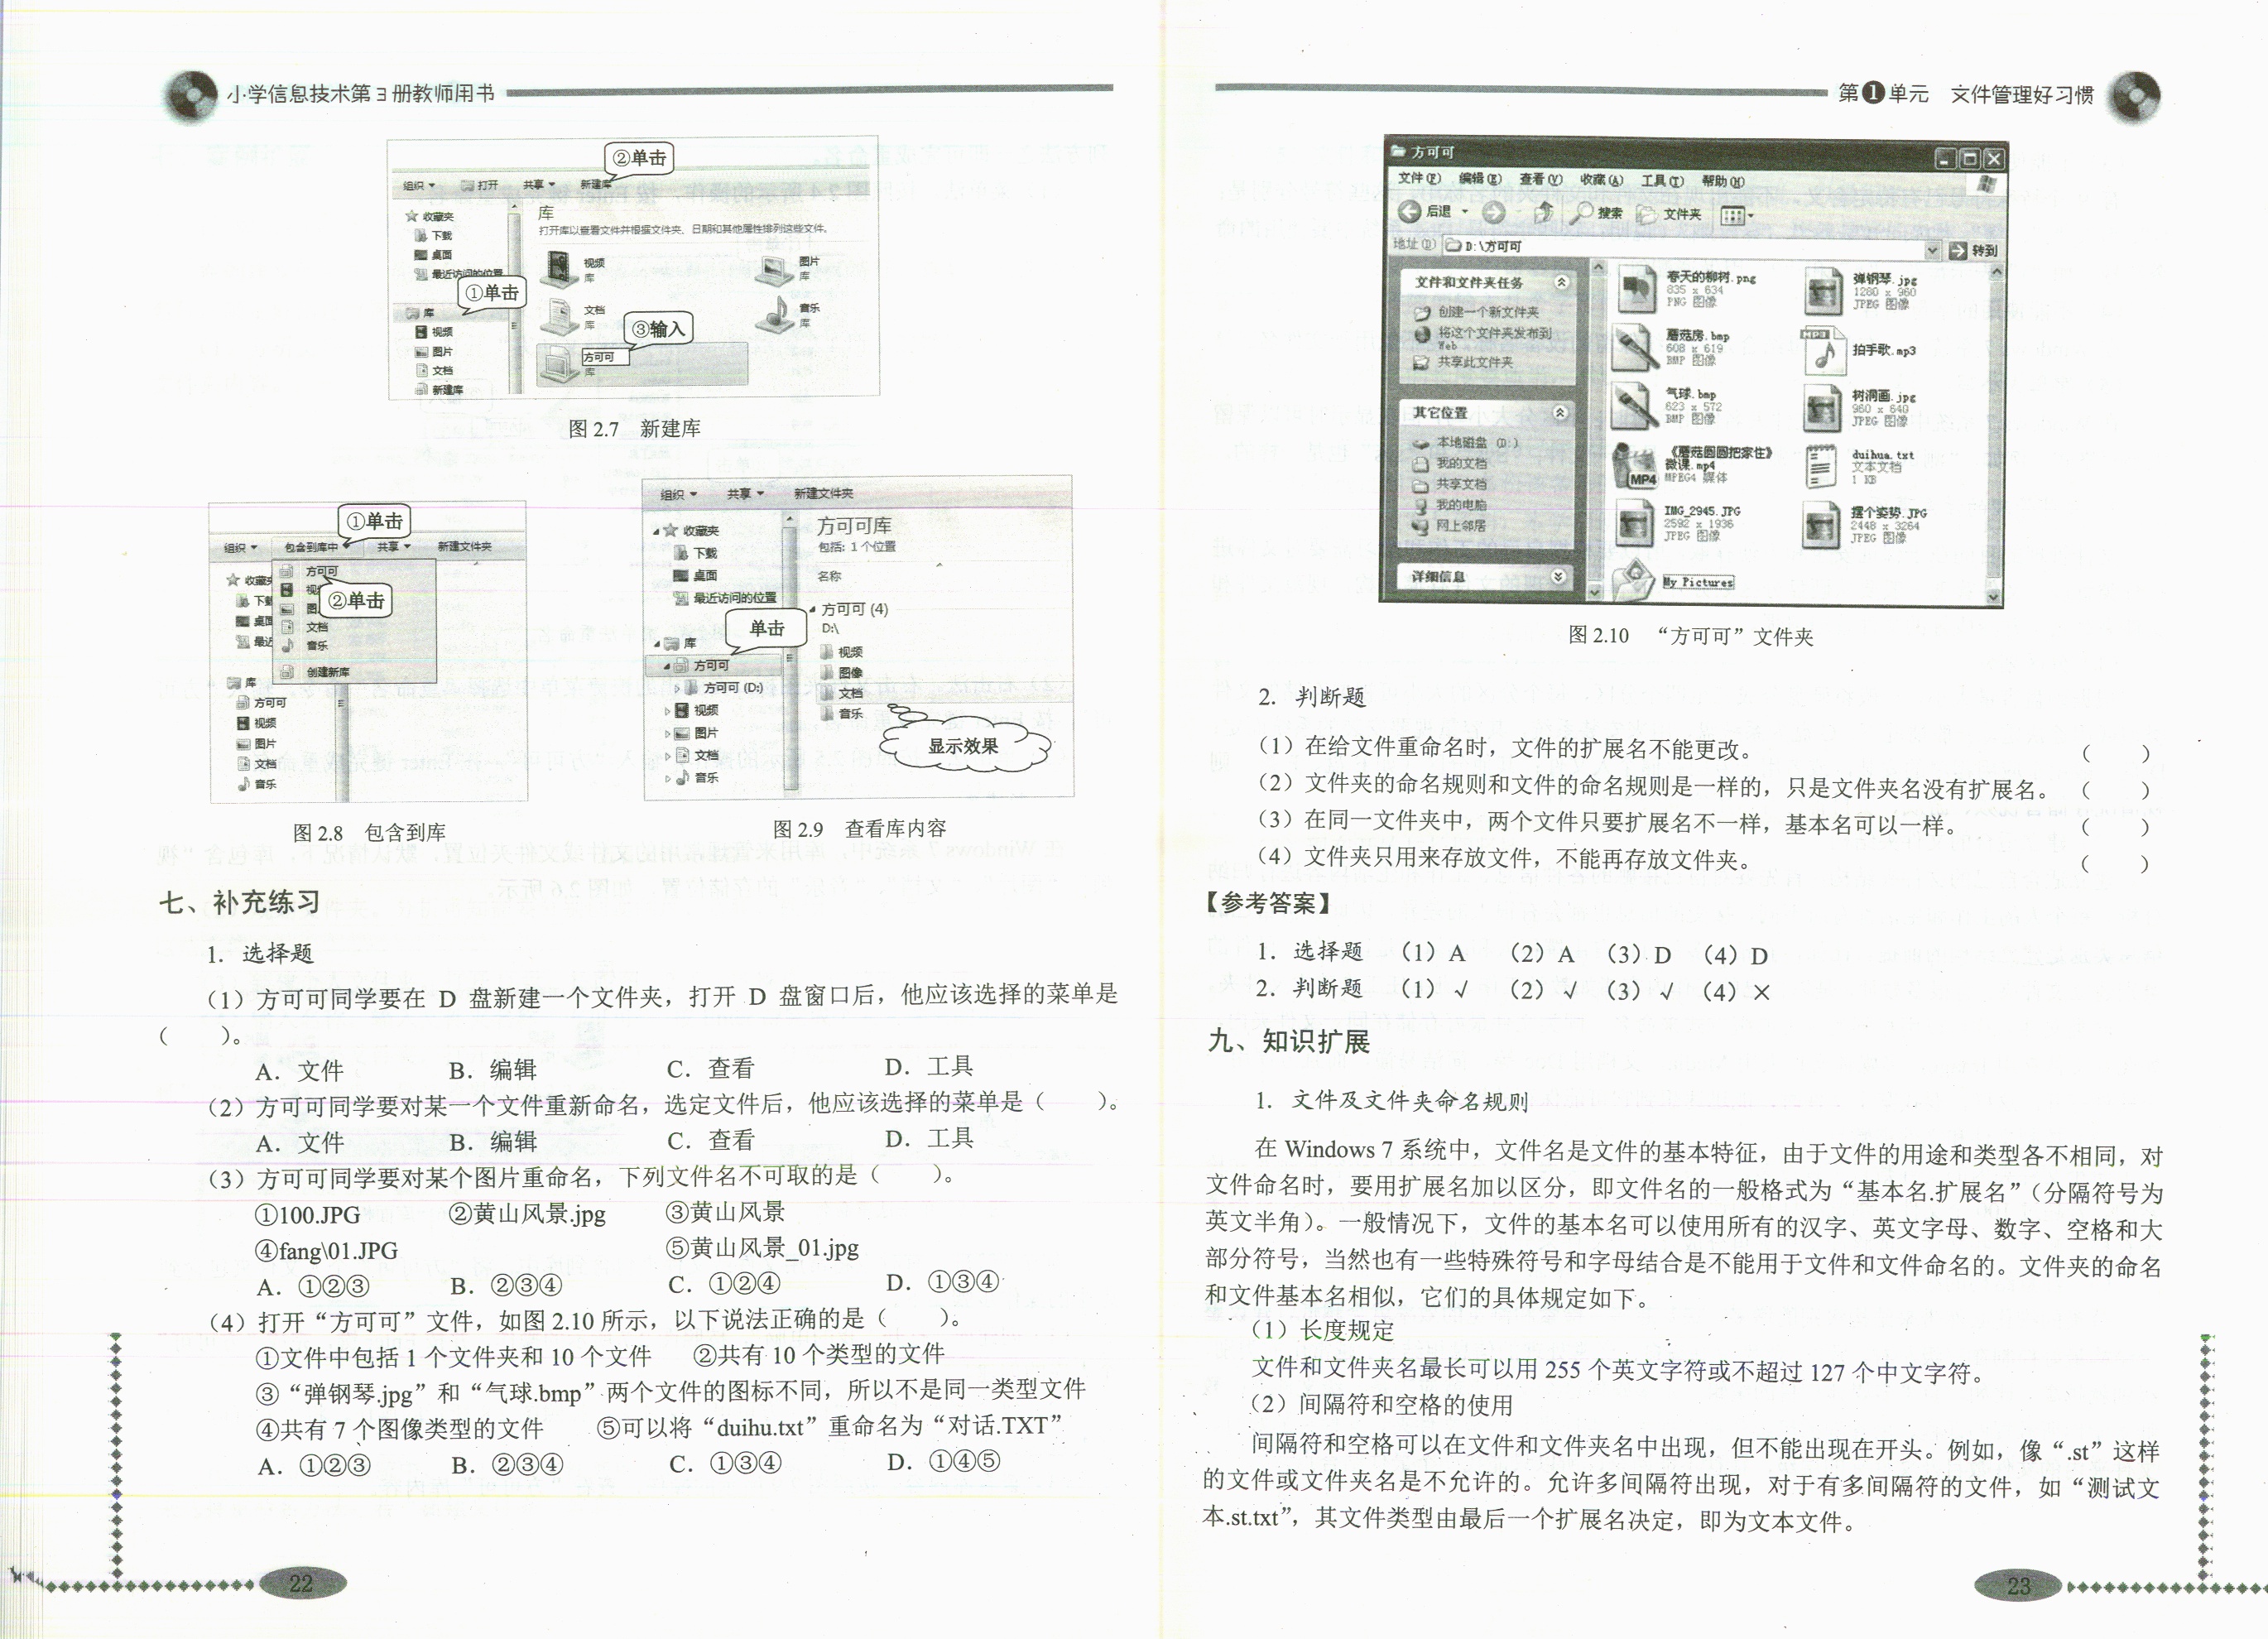 小学信息技术第3册教师用书
②单击
组织 打开 共享 新建库
收藏夹
下载
桌面
最近访问的位置
①单击
库
视频
图片
文档
新建库
库
打开库以查看文件并根据文件夹、日期和其他属性排列这些文件。
视频
库
图片
库
文档
库
音乐
库
③输入
方可可
库
图 2.7 新建库
①单击
组织 包含到库中 共享 新建文件夹
收藏夹
方可可
②单击
文档
音乐
创建新库
库
方可可
视频
图片
文档
音乐
图 2.8 包含到库
组织 共享 新建文件夹
收藏夹
下载
桌面
最近访问的位置
单击
库
方可可
方可可 (D:)
视频
图片
文档
音乐
方可可库
包括: 1 个位置
名称
方可可 (4)
D:\
视频
图像
文档
音乐
显示效果
图 2.9 查看库内容
七、补充练习
1. 选择题
（1）方可可同学要在 D 盘新建一个文件夹，打开 D 盘窗口后，他应该选择的菜单是
（ ）。
A. 文件 B. 编辑 C. 查看 D. 工具
（2）方可可同学要对某一个文件重新命名，选定文件后，他应该选择的菜单是（ ）。
A. 文件 B. 编辑 C. 查看 D. 工具
（3）方可可同学要对某个图片重命名，下列文件名不可取的是（ ）。
①100.JPG ②黄山风景.jpg ③黄山风景
④fang\01.JPG ⑤黄山风景_01.jpg
A. ①②③ B. ②③④ C. ①②④ D. ①③④
（4）打开“方可可”文件，如图 2.10 所示，以下说法正确的是（ ）。
①文件中包括 1 个文件夹和 10 个文件 ②共有 10 个类型的文件
③“弹钢琴.jpg”和“气球.bmp”两个文件的图标不同，所以不是同一类型文件
④共有 7 个图像类型的文件 ⑤可以将“duihu.txt”重命名为“对话.TXT”
A. ①②③ B. ②③④ C. ①③④ D. ①④⑤
22
第1单元 文件管理好习惯
方可可
文件(F) 编辑(E) 查看(V) 收藏(A) 工具(T) 帮助(H)
后退 搜索 文件夹
地址(D) D:\方可可 转到
文件和文件夹任务
创建一个新文件夹
将这个文件夹发布到
Web
共享此文件夹
其它位置
本地磁盘 (D:)
我的文档
共享文档
我的电脑
网上邻居
详细信息
春天的柳树.png
835 x 634
PNG 图像
弹钢琴.jpg
1280 x 960
JPEG 图像
蘑菇房.bmp
608 x 619
BMP 图像
MP3
拍手歌.mp3
气球.bmp
623 x 572
BMP 图像
树洞画.jpg
960 x 640
JPEG 图像
《蘑菇圆圆把家住》
微课.mp4
MPEG4 媒体
MP4
duihua.txt
文本文档
1 KB
IMG_2945.JPG
2592 x 1936
JPEG 图像
摆个姿势.JPG
2448 x 3264
JPEG 图像
My Pictures
图 2.10 “方可可”文件夹
2. 判断题
（1）在给文件重命名时，文件的扩展名不能更改。 （ ）
（2）文件夹的命名规则和文件的命名规则是一样的，只是文件夹名没有扩展名。 （ ）
（3）在同一文件夹中，两个文件只要扩展名不一样，基本名可以一样。 （ ）
（4）文件夹只用来存放文件，不能再存放文件夹。 （ ）
【参考答案】
1. 选择题 （1）A （2）A （3）D （4）D
2. 判断题 （1）√ （2）√ （3）√ （4）×
九、知识扩展
1. 文件及文件夹命名规则
在 Windows 7 系统中，文件名是文件的基本特征，由于文件的用途和类型各不相同，对
文件命名时，要用扩展名加以区分，即文件名的一般格式为“基本名.扩展名”（分隔符号为
英文半角）。一般情况下，文件的基本名可以使用所有的汉字、英文字母、数字、空格和大
部分符号，当然也有一些特殊符号和字母结合是不能用于文件和文件命名的。文件夹的命名
和文件基本名相似，它们的具体规定如下。
（1）长度规定
文件和文件夹名最长可以用 255 个英文字符或不超过 127 个中文字符。
（2）间隔符和空格的使用
间隔符和空格可以在文件和文件夹名中出现，但不能出现在开头。例如，像“.st”这样
的文件或文件夹名是不允许的。允许多间隔符出现，对于有多间隔符的文件，如“测试文
本.st.txt”，其文件类型由最后一个扩展名决定，即为文本文件。
23